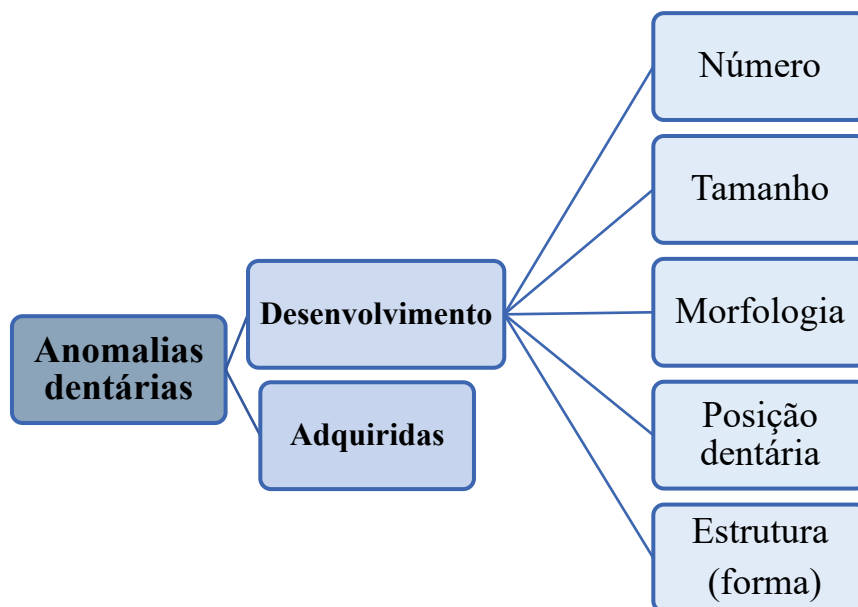 Anomalias
dentárias
Desenvolvimento
Adquiridas
Número
Tamanho
Morfologia
Posição
dentária
Estrutura
(forma)